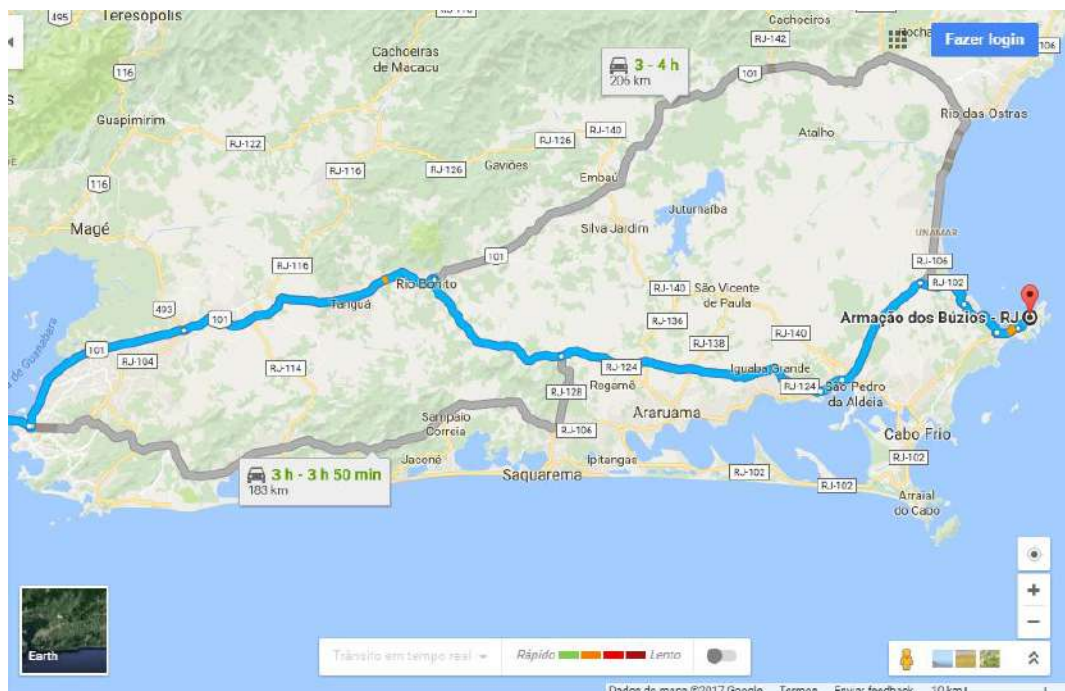 495
Teresópolis
RJ-142
Cachoeiros
Fazer login
106
116
Cachoeiras
de Macacu
3 - 4 h
206 km
101
Guapimirim
RJ-122
RJ-140
Rio das Ostras
Atalho
116
RJ-116
RJ-126
Gaviões
Embaú
Juturnaíba
Magé
Silva Jardim
UNAMAR
101
RJ-116
RJ-106
RJ-102
Rio Bonito
Tanguá
RJ-140
São Vicente
de Paula
493
101
Armação dos Búzios - RJ
RJ-136
RJ-140
101
RJ-104
RJ-138
RJ-114
RJ-124
Iguaba Grande
RJ-124
São Pedro
da Aldeia
RJ-128
Araruama
Sampaio
Correia
RJ-106
Cabo Frio
Jaconé
Ipitangas
RJ-102
3 h - 3 h 50 min
183 km
Saquarema
RJ-102
RJ-102
Arraial
do Cabo
Earth
Trânsito em tempo real
Rápido
Lento
Dados do mapa ©2017 Google
Termos
Enviar feedback
10 km